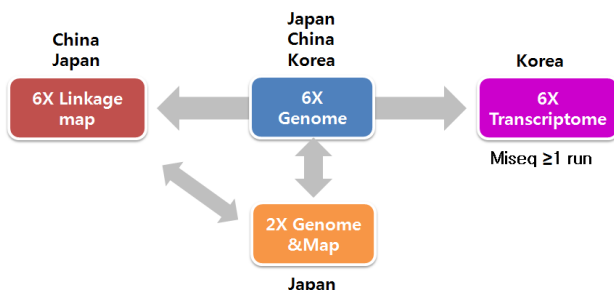 China
Japan
6X Linkage
map
Japan
China
Korea
6X
Genome
Korea
6X
Transcriptome
Miseq ≥1 run
2X Genome
&Map
Japan